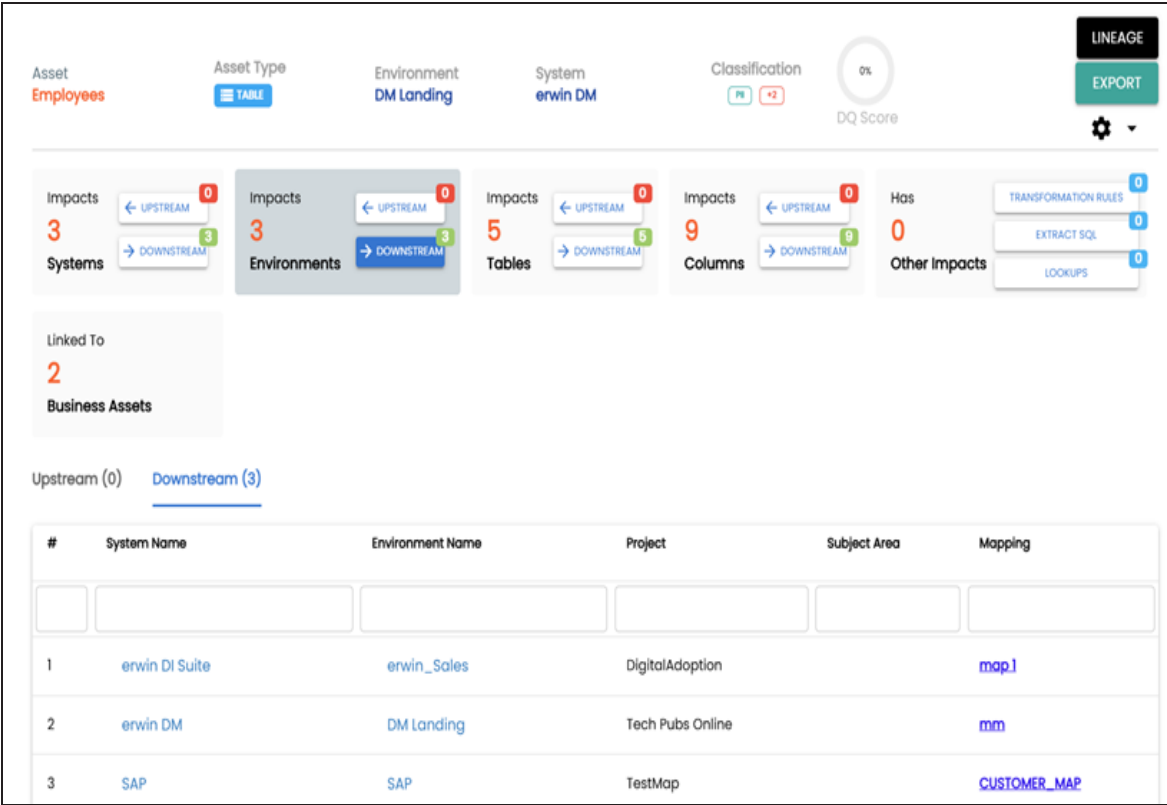 LINEAGE
Asset Asset Type Environment System Classification 0%
Employees TABLE DM Landing erwin DM PII +2 EXPORT
DQ Score
Impacts 0 Impacts 0 Impacts 0 Impacts 0 Has 0
← UPSTREAM ← UPSTREAM ← UPSTREAM ← UPSTREAM TRANSFORMATION RULES
3 3 5 9 0 0
3 3 5 9 EXTRACT SQL
→ DOWNSTREAM → DOWNSTREAM → DOWNSTREAM → DOWNSTREAM 0
Systems Environments Tables Columns Other Impacts LOOKUPS
Linked To
2
Business Assets
Upstream (0) Downstream (3)
# System Name Environment Name Project Subject Area Mapping
1 erwin DI Suite erwin_Sales DigitalAdoption map 1
2 erwin DM DM Landing Tech Pubs Online mm
3 SAP SAP TestMap CUSTOMER_MAP